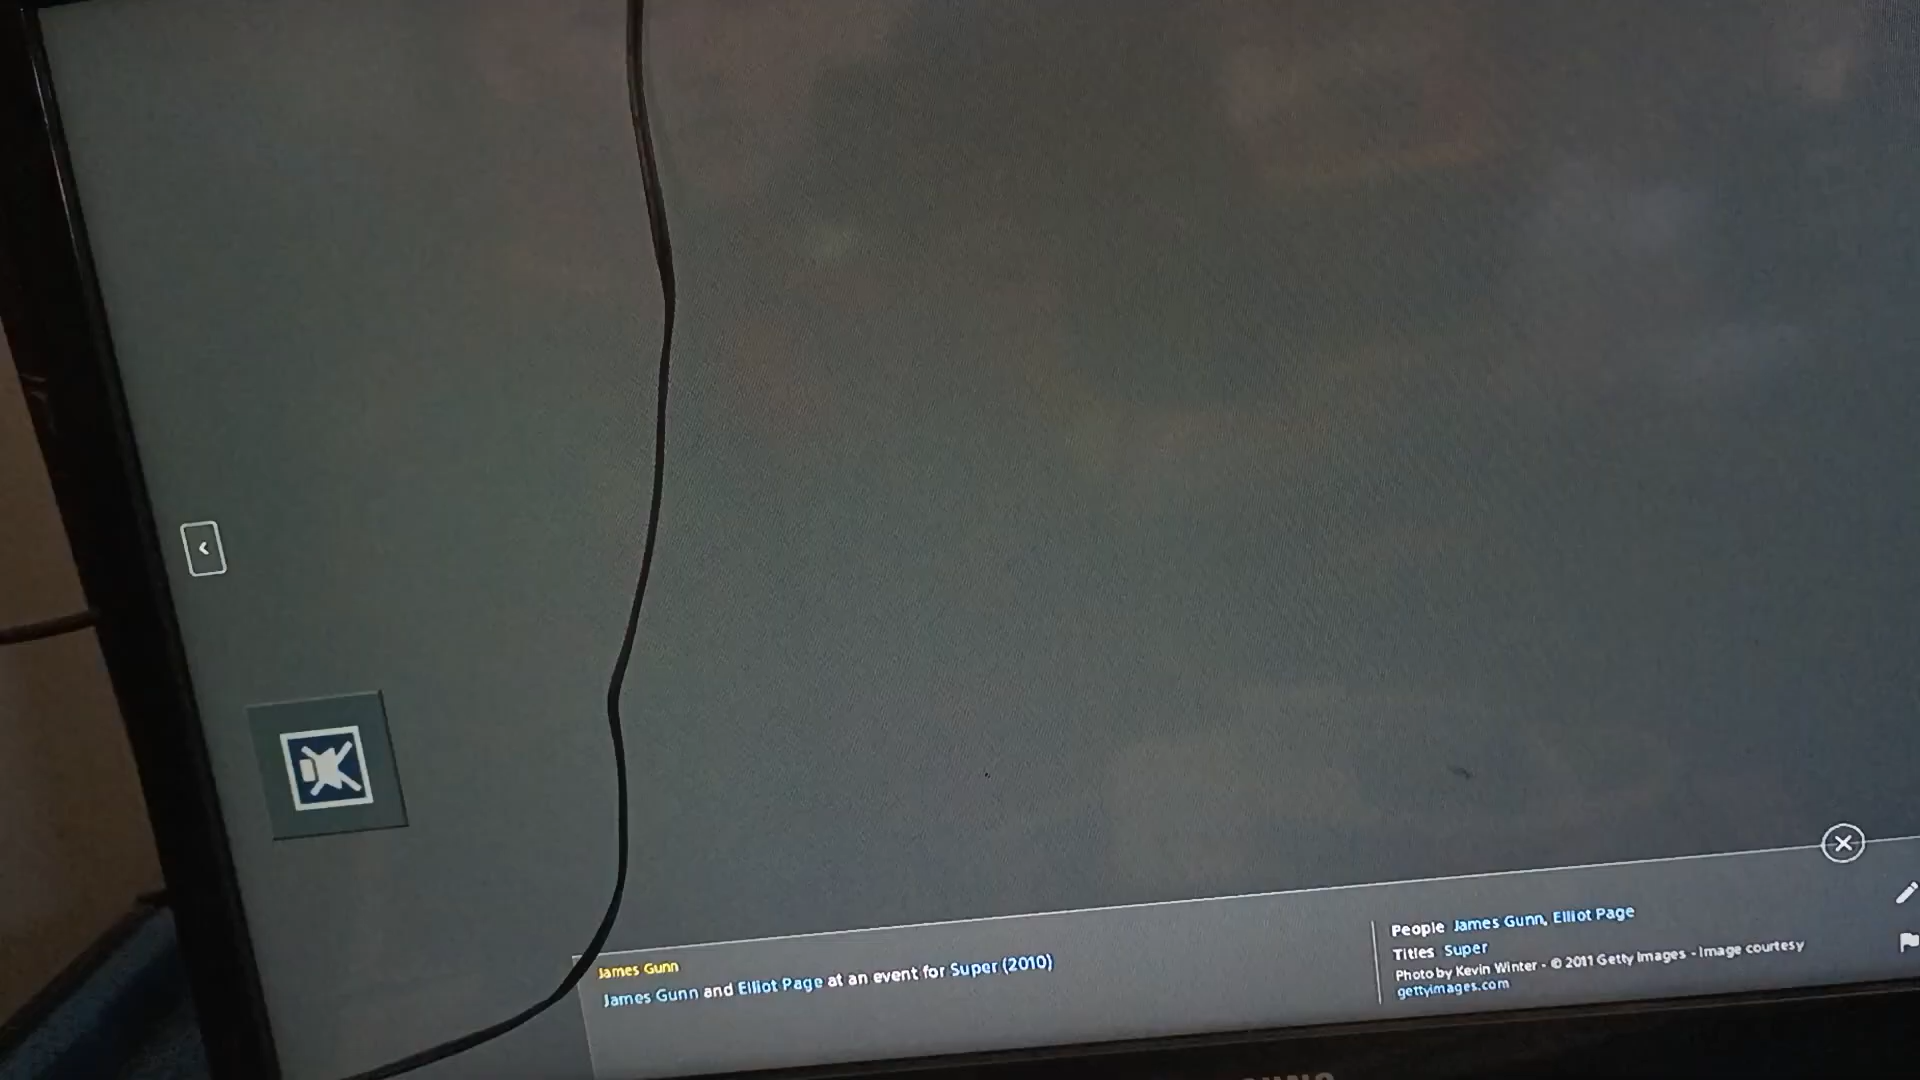 James Gunn
James Gunn and Elliot Page at an event for Super (2010)
People James Gunn, Elliot Page
Titles Super
Photo by Kevin Winter - © 2011 Getty Images - Image courtesy
gettyimages.com